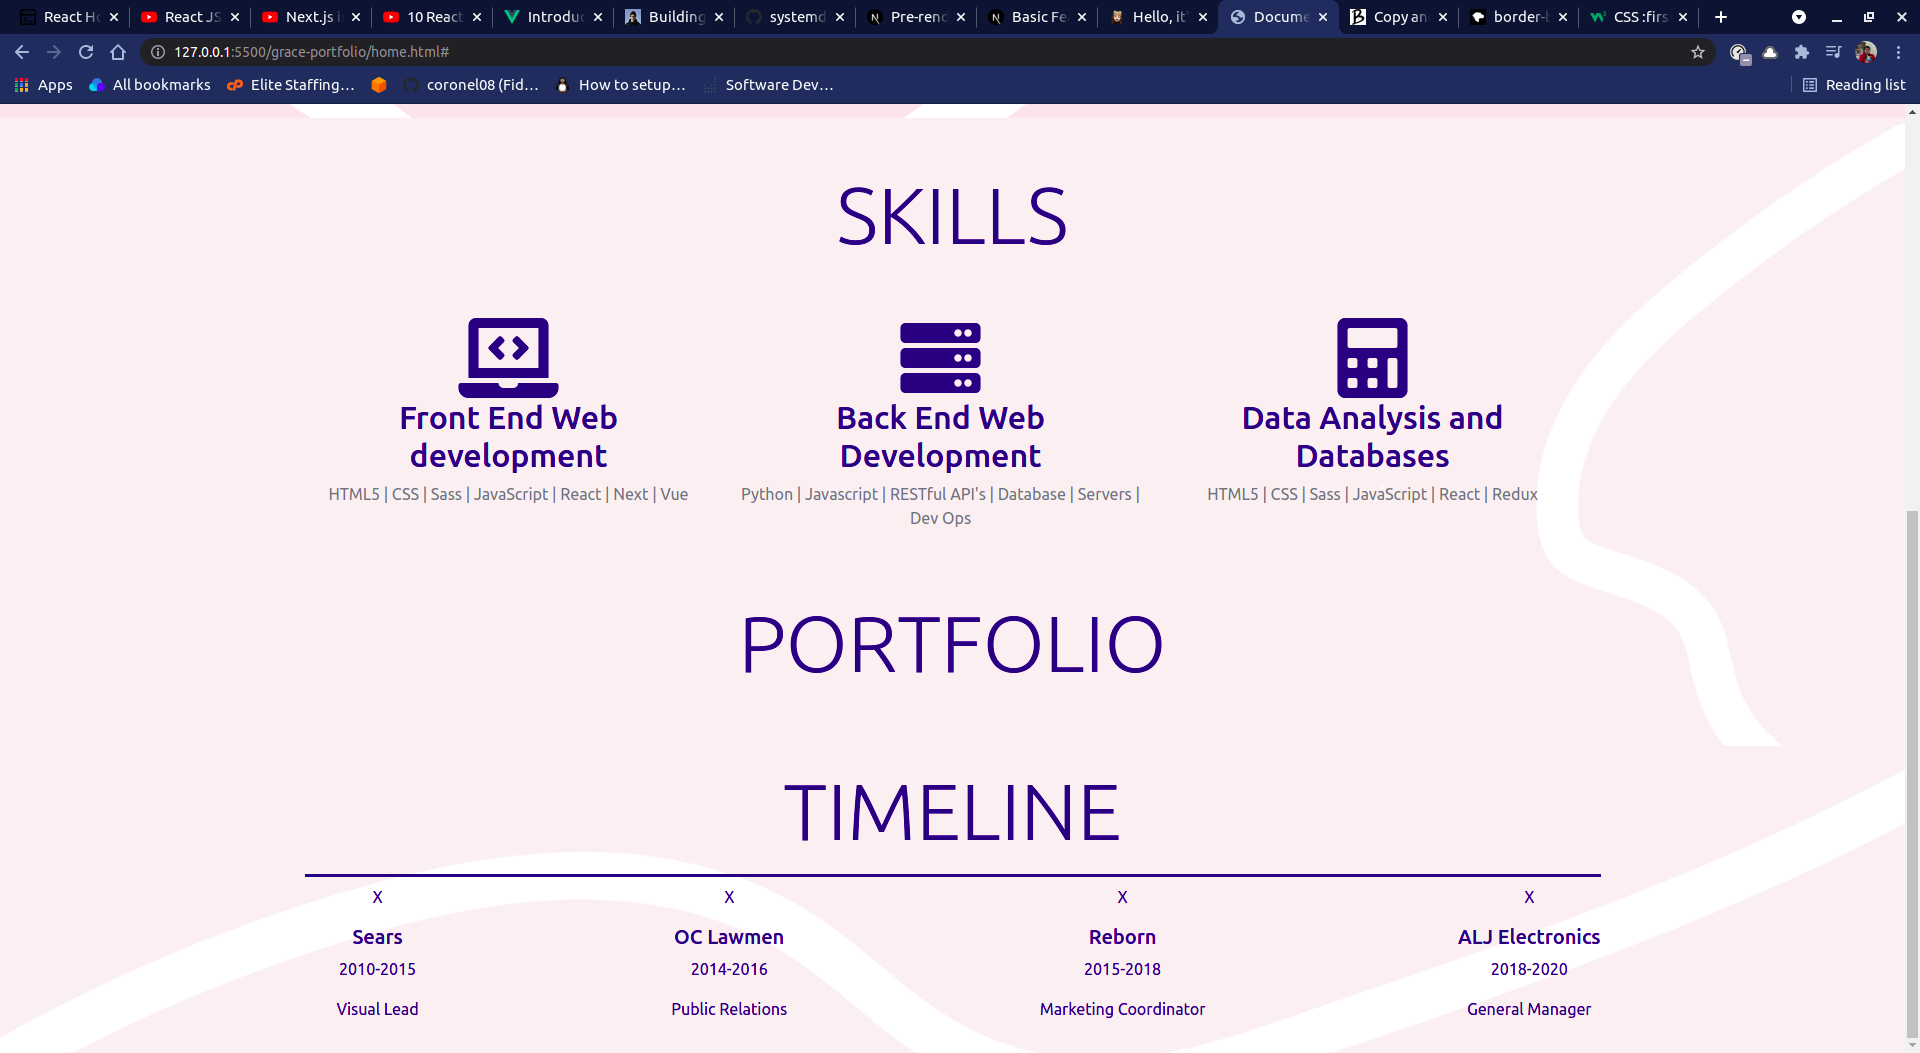 React Ho
React JS
Next.js i
10 React
Introduc
Building
systemd
Pre-rend
Basic Fe
Hello, it'
Docume
Copy an
border-b
CSS :firs
127.0.0.1:5500/grace-portfolio/home.html#
Apps
All bookmarks
Elite Staffing...
coronel08 (Fid...
How to setup...
Software Dev...
Reading list
SKILLS
Front End Web
development
HTML5 | CSS | Sass | JavaScript | React | Next | Vue
Back End Web
Development
Python | Javascript | RESTful API's | Database | Servers |
Dev Ops
Data Analysis and
Databases
HTML5 | CSS | Sass | JavaScript | React | Redux
PORTFOLIO
TIMELINE
X
X
X
X
Sears
OC Lawmen
Reborn
ALJ Electronics
2010-2015
2014-2016
2015-2018
2018-2020
Visual Lead
Public Relations
Marketing Coordinator
General Manager